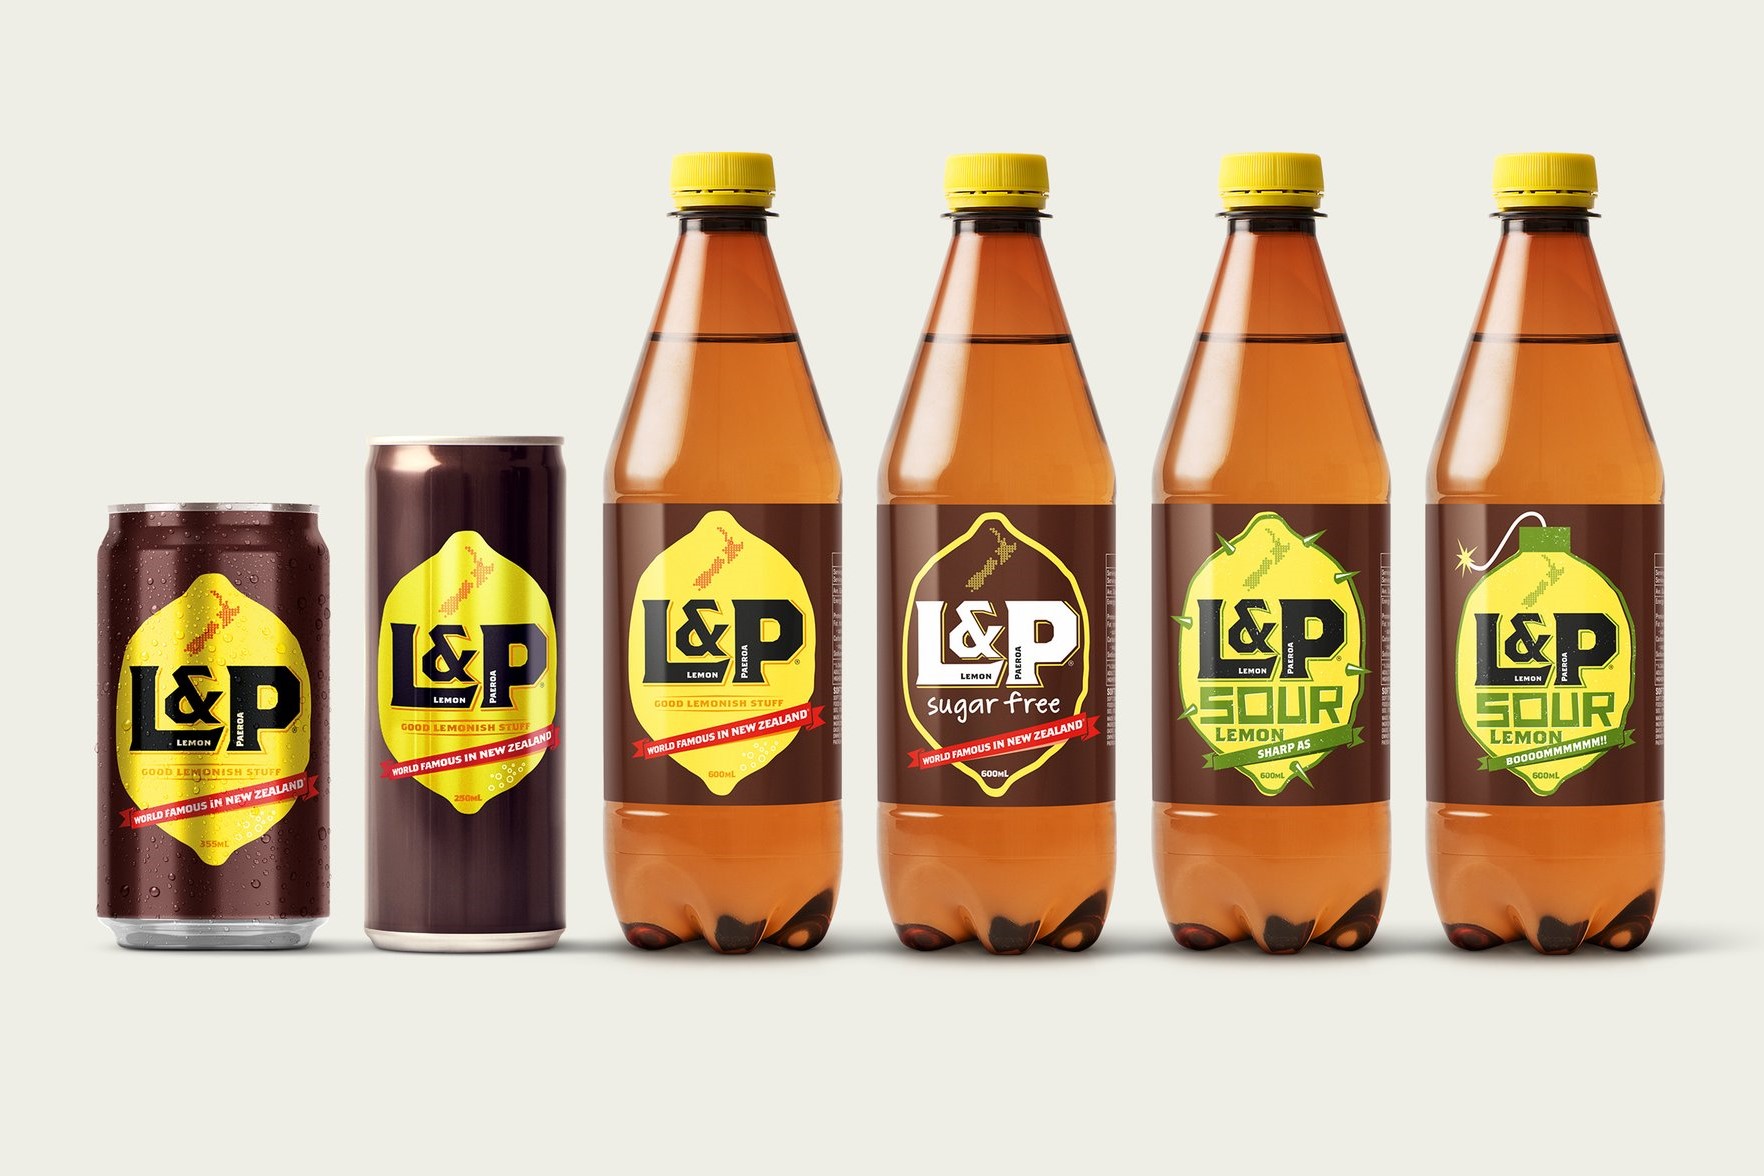 L&P
LEMON
PAEROA
GOOD LEMONISH STUFF
WORLD FAMOUS IN NEW ZEALAND
355ML
L&P
LEMON
PAEROA
GOOD LEMONISH STUFF
WORLD FAMOUS IN NEW ZEALAND
250ML
L&P
LEMON
PAEROA
®
GOOD LEMONISH STUFF
WORLD FAMOUS IN NEW ZEALAND
600ML
L&P
LEMON
PAEROA
®
sugar free
WORLD FAMOUS IN NEW ZEALAND
600ML
L&P
LEMON
PAEROA
®
SOUR
LEMON
SHARP AS
600ML
L&P
LEMON
PAEROA
®
SOUR
LEMON
BOOOOMMMMMM!!
600ML